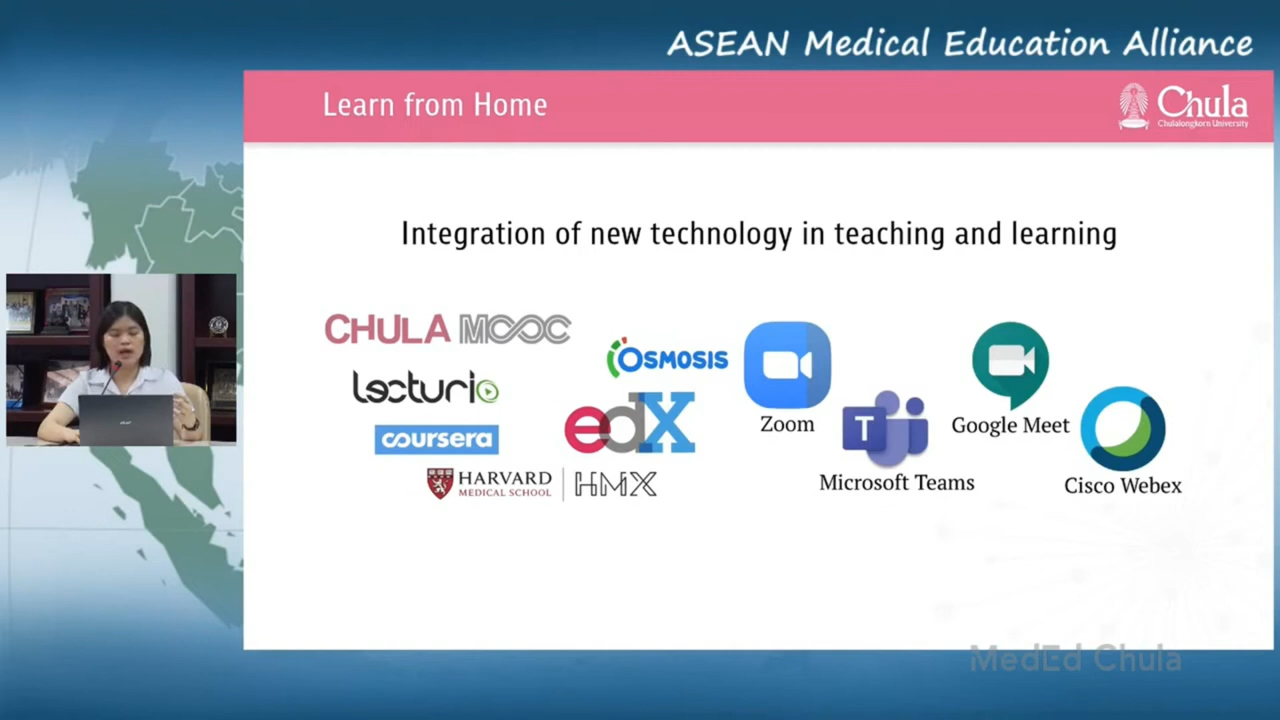 ASEAN Medical Education Alliance
Learn from Home
Chula
Chulalongkorn University
Integration of new technology in teaching and learning
CHULA MOOC
OSMOSIS
lecturio
edX
coursera
HARVARD
MEDICAL SCHOOL
HMX
Zoom
T
Microsoft Teams
Google Meet
Cisco Webex
acer
MedEd Chula